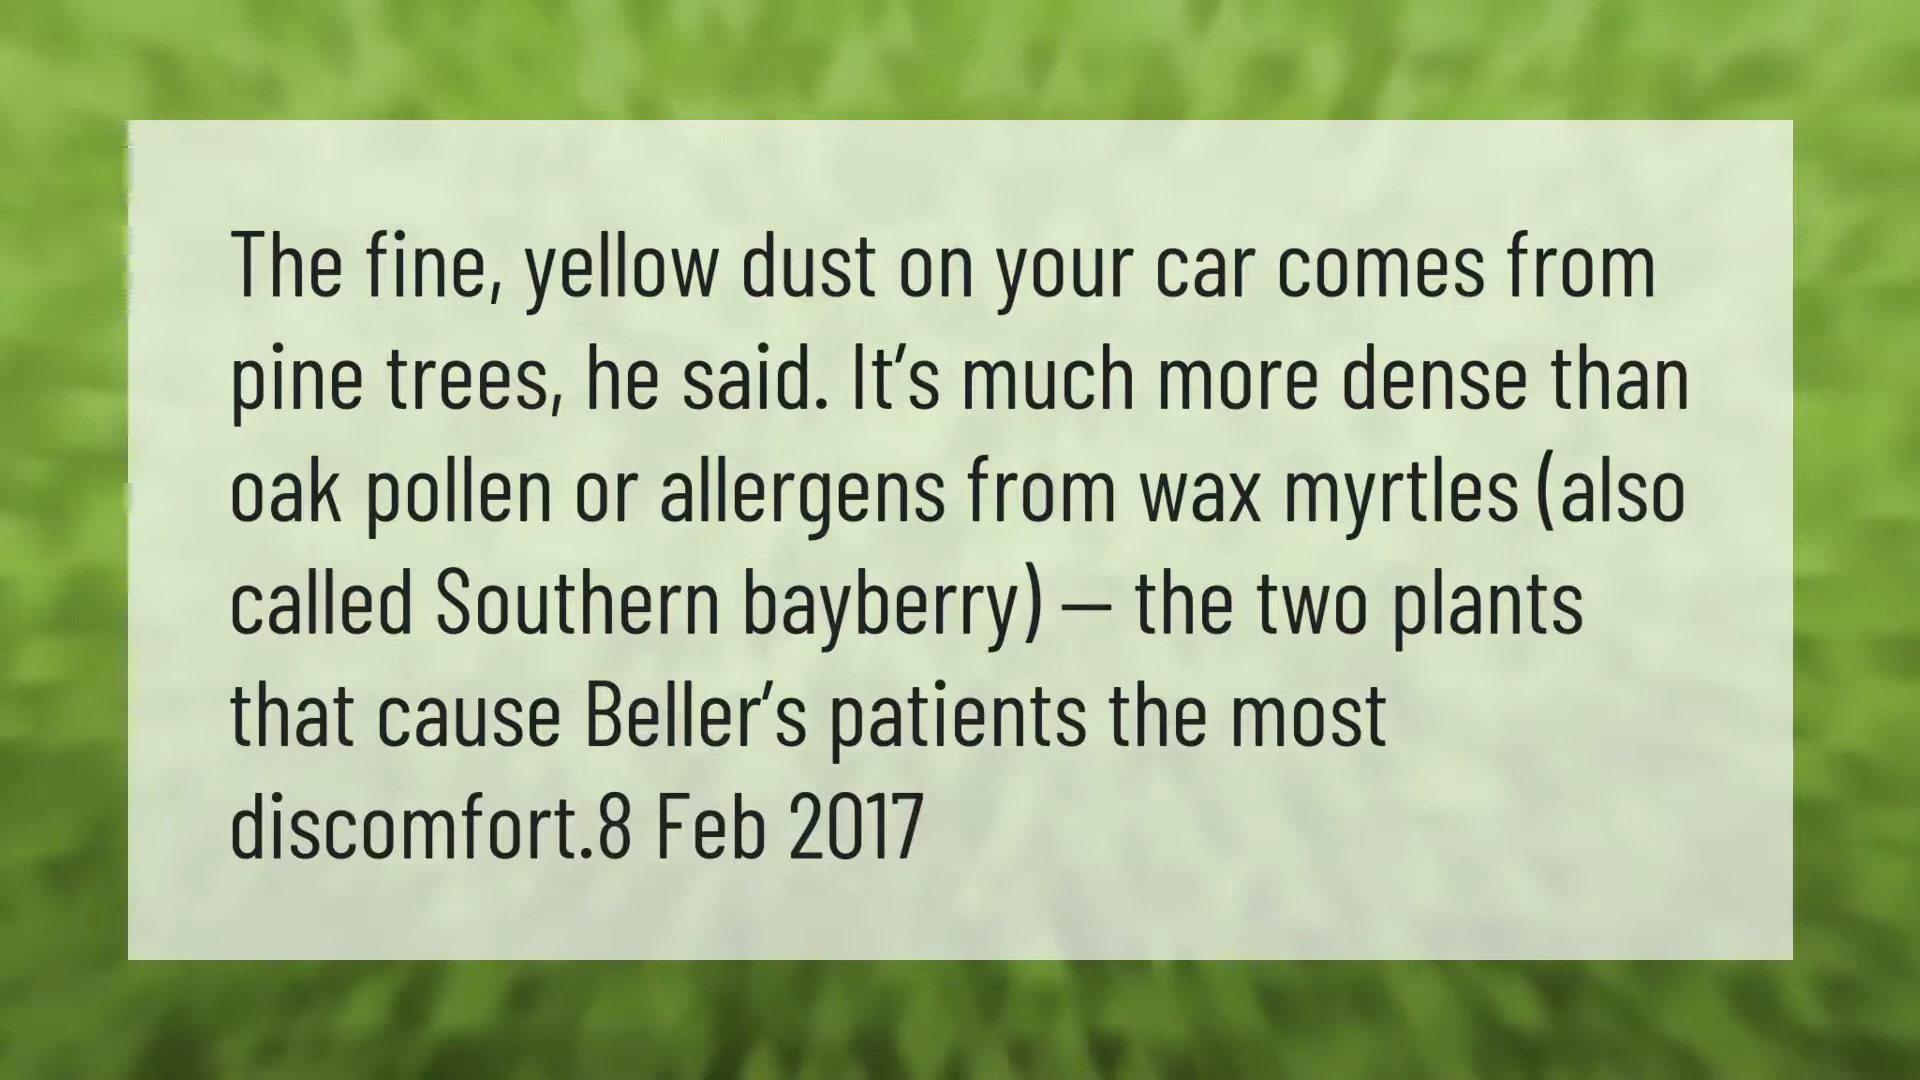 The fine, yellow dust on your car comes from
pine trees, he said. It’s much more dense than
oak pollen or allergens from wax myrtles (also
called Southern bayberry) — the two plants
that cause Beller’s patients the most
discomfort.8 Feb 2017